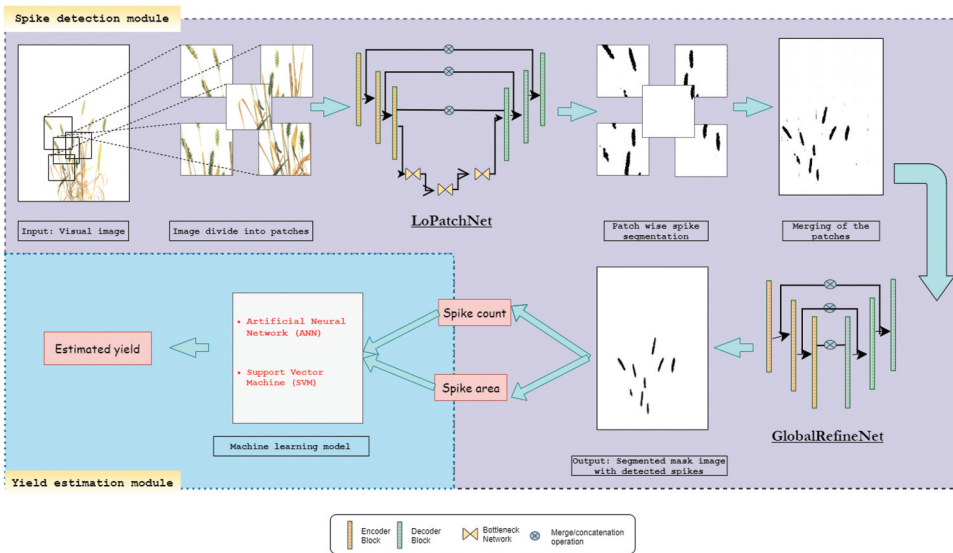 Spike detection module
Input: Visual image
Image divide into patches
LoPatchNet
Patch wise spike
segmentation
Merging of the
patches
GlobalRefineNet
Output: Segmented mask image
with detected spikes
Spike count
Spike area
• Artificial Neural
Network (ANN)
• Support Vector
Machine (SVM)
Machine learning model
Estimated yield
Yield estimation module
Encoder
Block
Decoder
Block
Bottleneck
Network
Merge/concatenation
operation